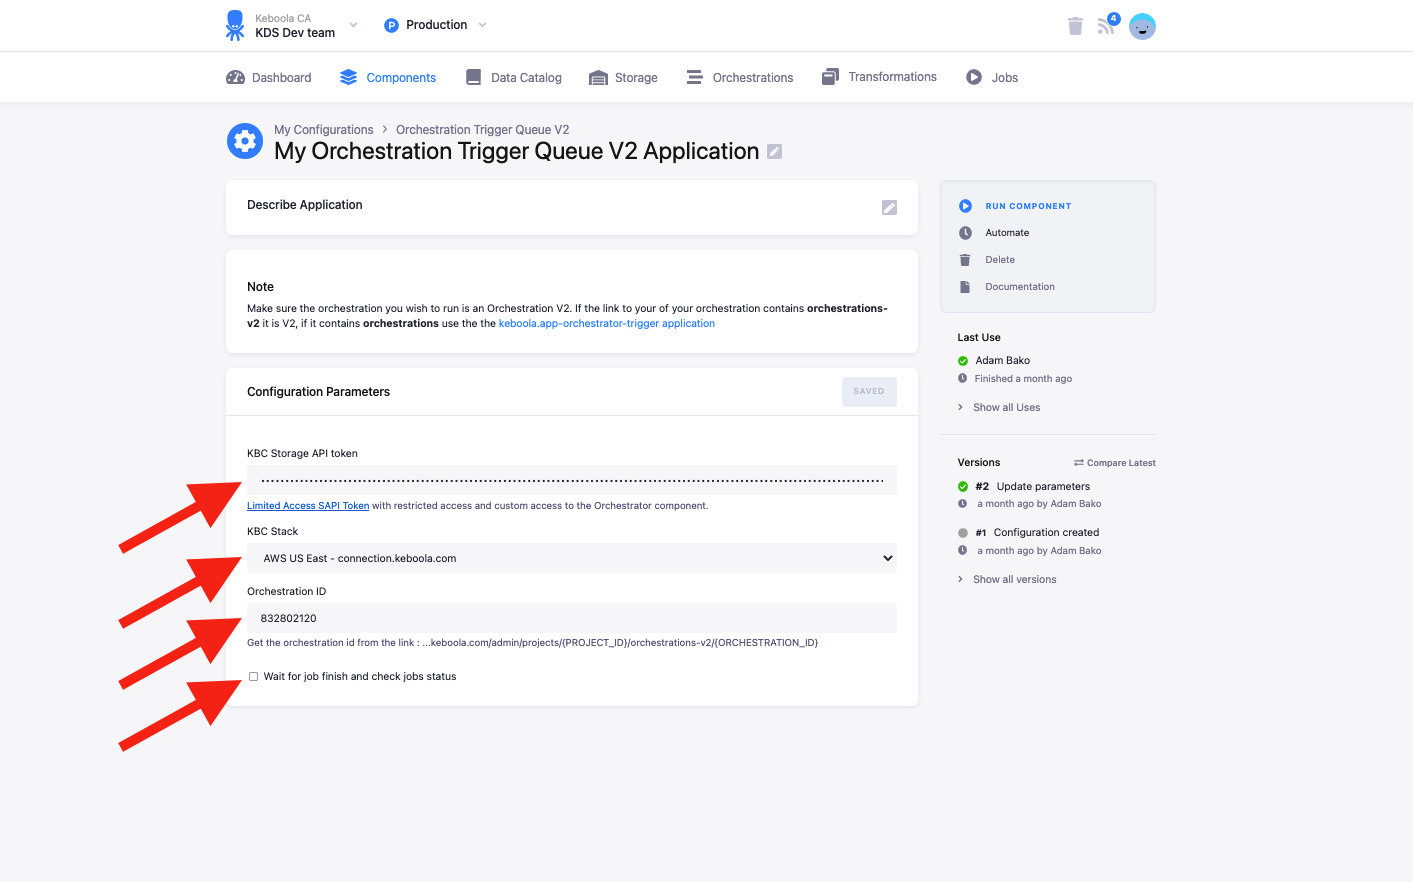 Keboola CA
KDS Dev team
P Production
4
Dashboard
Components
Data Catalog
Storage
Orchestrations
Transformations
Jobs
My Configurations > Orchestration Trigger Queue V2
My Orchestration Trigger Queue V2 Application
Describe Application
Note
Make sure the orchestration you wish to run is an Orchestration V2. If the link to your of your orchestration contains orchestrations-
v2 it is V2, if it contains orchestrations use the the keboola.app-orchestrator-trigger application
Configuration Parameters
SAVED
KBC Storage API token
Limited Access SAPI Token with restricted access and custom access to the Orchestrator component.
KBC Stack
AWS US East - connection.keboola.com
Orchestration ID
832802120
Get the orchestration id from the link : ...keboola.com/admin/projects/{PROJECT_ID}/orchestrations-v2/{ORCHESTRATION_ID}
Wait for job finish and check jobs status
RUN COMPONENT
Automate
Delete
Documentation
Last Use
Adam Bako
Finished a month ago
Show all Uses
Versions
Compare Latest
#2 Update parameters
a month ago by Adam Bako
#1 Configuration created
a month ago by Adam Bako
Show all versions